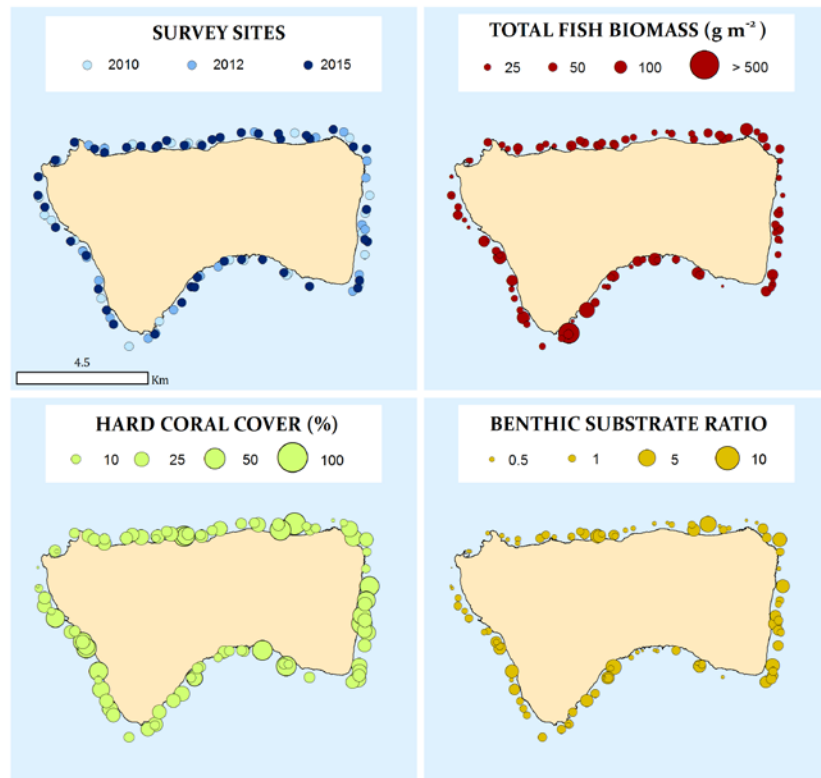 SURVEY SITES
2010 2012 2015
TOTAL FISH BIOMASS (g m⁻²)
25 50 100 > 500
4.5
Km
HARD CORAL COVER (%)
10 25 50 100
BENTHIC SUBSTRATE RATIO
0.5 1 5 10